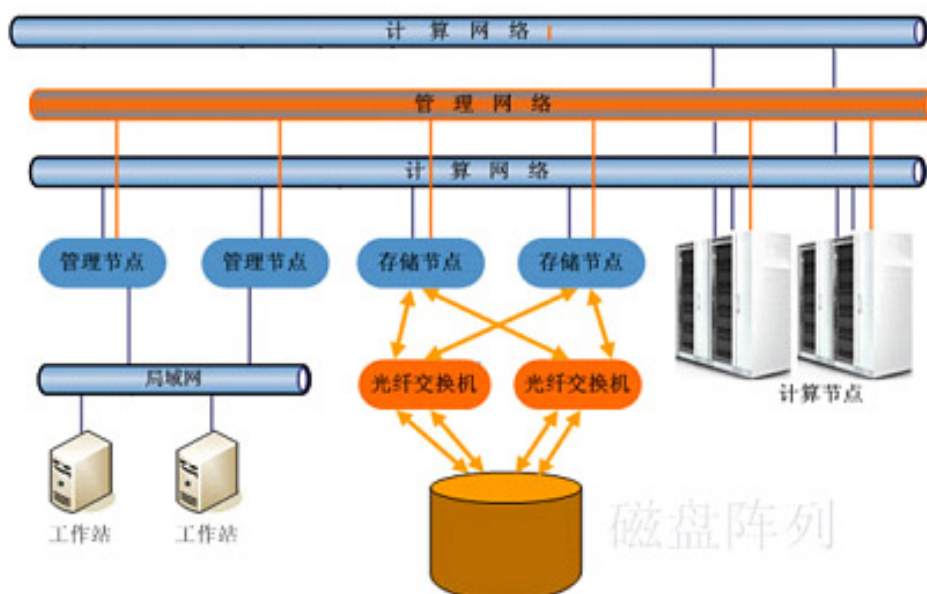 计算网络
管理网络
计算网络
管理节点
管理节点
存储节点
存储节点
局域网
光纤交换机
光纤交换机
计算节点
工作站
工作站
磁盘阵列